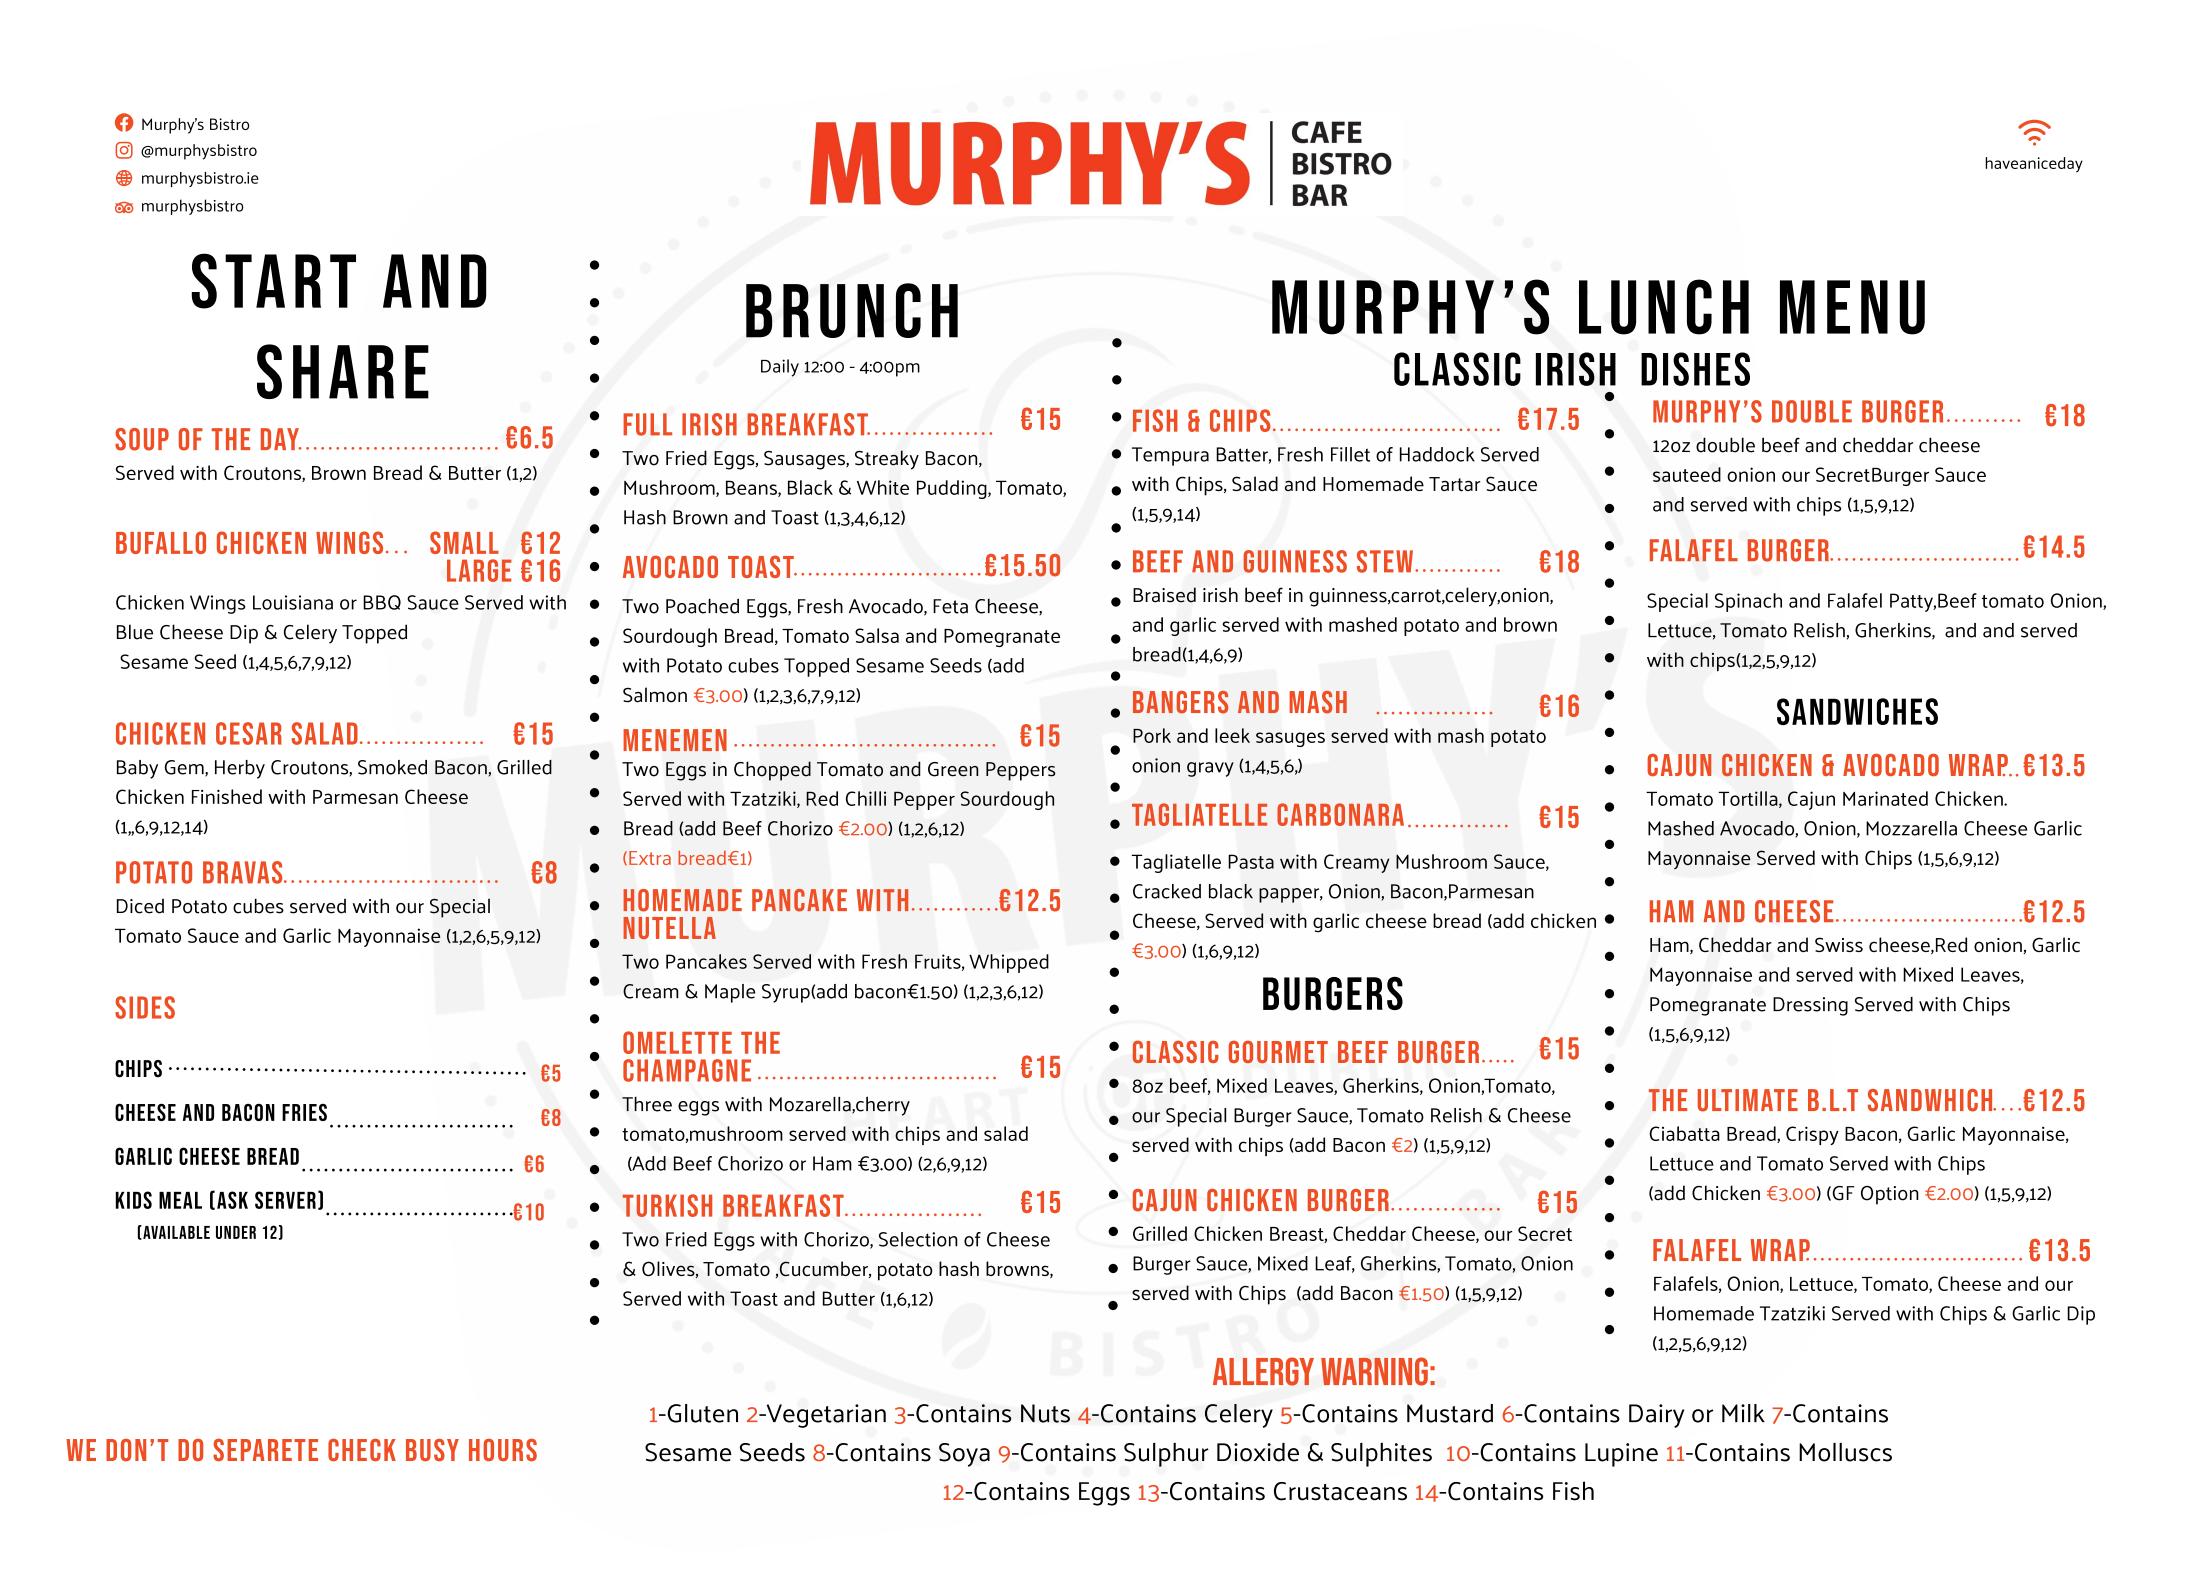 Murphy's Bistro
@murphysbistro
murphysbistro.ie
murphysbistro
MURPHY'S
CAFE
BISTRO
BAR
haveaniceday
START AND
SHARE
SOUP OF THE DAY........................ €6.5
Served with Croutons, Brown Bread & Butter (1,2)
BUFALLO CHICKEN WINGS... SMALL €12
LARGE €16
Chicken Wings Louisiana or BBQ Sauce Served with
Blue Cheese Dip & Celery Topped
Sesame Seed (1,4,5,6,7,9,12)
CHICKEN CESAR SALAD............... €15
Baby Gem, Herby Croutons, Smoked Bacon, Grilled
Chicken Finished with Parmesan Cheese
(1,,6,9,12,14)
POTATO BRAVAS.......................... €8
Diced Potato cubes served with our Special
Tomato Sauce and Garlic Mayonnaise (1,2,6,5,9,12)
SIDES
CHIPS ............................................ €5
CHEESE AND BACON FRIES....................... €8
GARLIC CHEESE BREAD.......................... €6
KIDS MEAL (ASK SERVER).......................€10
(AVAILABLE UNDER 12)
WE DON'T DO SEPARETE CHECK BUSY HOURS
BRUNCH
Daily 12:00 - 4:00pm
FULL IRISH BREAKFAST................ €15
Two Fried Eggs, Sausages, Streaky Bacon,
Mushroom, Beans, Black & White Pudding, Tomato,
Hash Brown and Toast (1,3,4,6,12)
AVOCADO TOAST..........................€15.50
Two Poached Eggs, Fresh Avocado, Feta Cheese,
Sourdough Bread, Tomato Salsa and Pomegranate
with Potato cubes Topped Sesame Seeds (add
Salmon €3.00) (1,2,3,6,7,9,12)
MENEMEN ................................ €15
Two Eggs in Chopped Tomato and Green Peppers
Served with Tzatziki, Red Chilli Pepper Sourdough
Bread (add Beef Chorizo €2.00) (1,2,6,12)
(Extra bread€1)
HOMEMADE PANCAKE WITH...........€12.5
NUTELLA
Two Pancakes Served with Fresh Fruits, Whipped
Cream & Maple Syrup(add bacon€1.50) (1,2,3,6,12)
OMELETTE THE
CHAMPAGNE ............................. €15
Three eggs with Mozarella,cherry
tomato,mushroom served with chips and salad
(Add Beef Chorizo or Ham €3.00) (2,6,9,12)
TURKISH BREAKFAST................. €15
Two Fried Eggs with Chorizo, Selection of Cheese
& Olives, Tomato ,Cucumber, potato hash browns,
Served with Toast and Butter (1,6,12)
MURPHY'S LUNCH MENU
CLASSIC IRISH DISHES
FISH & CHIPS............................ €17.5
Tempura Batter, Fresh Fillet of Haddock Served
with Chips, Salad and Homemade Tartar Sauce
(1,5,9,14)
BEEF AND GUINNESS STEW........... €18
Braised irish beef in guinness,carrot,celery,onion,
and garlic served with mashed potato and brown
bread(1,4,6,9)
BANGERS AND MASH .............. €16
Pork and leek sasuges served with mash potato
onion gravy (1,4,5,6,)
TAGLIATELLE CARBONARA............ €15
Tagliatelle Pasta with Creamy Mushroom Sauce,
Cracked black papper, Onion, Bacon,Parmesan
Cheese, Served with garlic cheese bread (add chicken
€3.00) (1,6,9,12)
BURGERS
CLASSIC GOURMET BEEF BURGER..... €15
8oz beef, Mixed Leaves, Gherkins, Onion,Tomato,
our Special Burger Sauce, Tomato Relish & Cheese
served with chips (add Bacon €2) (1,5,9,12)
CAJUN CHICKEN BURGER.............. €15
Grilled Chicken Breast, Cheddar Cheese, our Secret
Burger Sauce, Mixed Leaf, Gherkins, Tomato, Onion
served with Chips (add Bacon €1.50) (1,5,9,12)
MURPHY'S DOUBLE BURGER......... €18
12oz double beef and cheddar cheese
sauteed onion our SecretBurger Sauce
and served with chips (1,5,9,12)
FALAFEL BURGER.......................€14.5
Special Spinach and Falafel Patty,Beef tomato Onion,
Lettuce, Tomato Relish, Gherkins, and and served
with chips(1,2,5,9,12)
SANDWICHES
CAJUN CHICKEN & AVOCADO WRAP..€13.5
Tomato Tortilla, Cajun Marinated Chicken.
Mashed Avocado, Onion, Mozzarella Cheese Garlic
Mayonnaise Served with Chips (1,5,6,9,12)
HAM AND CHEESE.......................€12.5
Ham, Cheddar and Swiss cheese,Red onion, Garlic
Mayonnaise and served with Mixed Leaves,
Pomegranate Dressing Served with Chips
(1,5,6,9,12)
THE ULTIMATE B.L.T SANDWHICH....€12.5
Ciabatta Bread, Crispy Bacon, Garlic Mayonnaise,
Lettuce and Tomato Served with Chips
(add Chicken €3.00) (GF Option €2.00) (1,5,9,12)
FALAFEL WRAP.......................... €13.5
Falafels, Onion, Lettuce, Tomato, Cheese and our
Homemade Tzatziki Served with Chips & Garlic Dip
(1,2,5,6,9,12)
ALLERGY WARNING:
1-Gluten 2-Vegetarian 3-Contains Nuts 4-Contains Celery 5-Contains Mustard 6-Contains Dairy or Milk 7-Contains
Sesame Seeds 8-Contains Soya 9-Contains Sulphur Dioxide & Sulphites 10-Contains Lupine 11-Contains Molluscs
12-Contains Eggs 13-Contains Crustaceans 14-Contains Fish
MURPHY'S
BISTRO
BAR